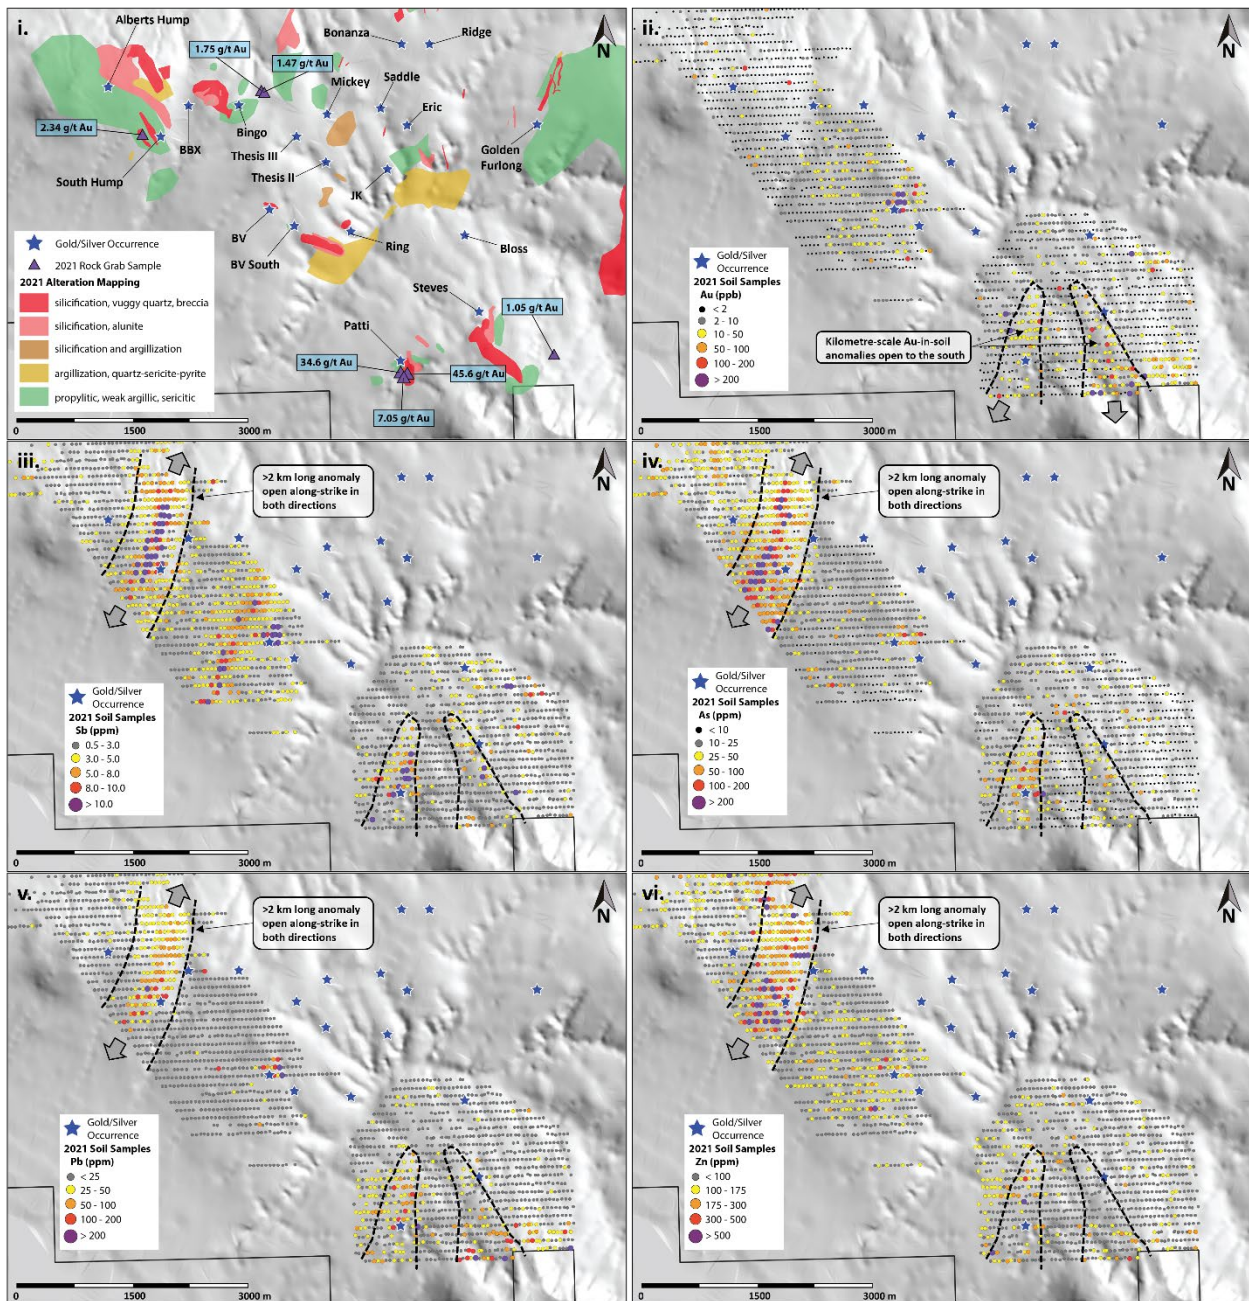 i.
Alberts Hump
1.75 g/t Au
1.47 g/t Au
Bonanza
Ridge
N
Mickey
Saddle
Eric
2.34 g/t Au
BBX
Bingo
Golden
Furlong
Thesis III
South Hump
Thesis II
JK
BV
Ring
Bloss
BV South
Gold/Silver Occurrence
2021 Rock Grab Sample
2021 Alteration Mapping
silicification, vuggy quartz, breccia
silicification, alunite
silicification and argillization
argillization, quartz-sericite-pyrite
propylitic, weak argillic, sericitic
Steves
1.05 g/t Au
Patti
34.6 g/t Au
45.6 g/t Au
7.05 g/t Au
0 1500 3000 m
ii.
N
Gold/Silver
Occurrence
2021 Soil Samples
Au (ppb)
< 2
2 - 10
10 - 50
50 - 100
100 - 200
> 200
Kilometre-scale Au-in-soil
anomalies open to the south
0 1500 3000 m
iii.
>2 km long anomaly
open along-strike in
both directions
N
Gold/Silver
Occurrence
2021 Soil Samples
Sb (ppm)
0.5 - 3.0
3.0 - 5.0
5.0 - 8.0
8.0 - 10.0
> 10.0
0 1500 3000 m
iv.
>2 km long anomaly
open along-strike in
both directions
N
Gold/Silver
Occurrence
2021 Soil Samples
As (ppm)
< 10
10 - 25
25 - 50
50 - 100
100 - 200
> 200
0 1500 3000 m
v.
>2 km long anomaly
open along-strike in
both directions
N
Gold/Silver
Occurrence
2021 Soil Samples
Pb (ppm)
< 25
25 - 50
50 - 100
100 - 200
> 200
0 1500 3000 m
vi.
>2 km long anomaly
open along-strike in
both directions
N
Gold/Silver
Occurrence
2021 Soil Samples
Zn (ppm)
< 100
100 - 175
175 - 300
300 - 500
> 500
0 1500 3000 m